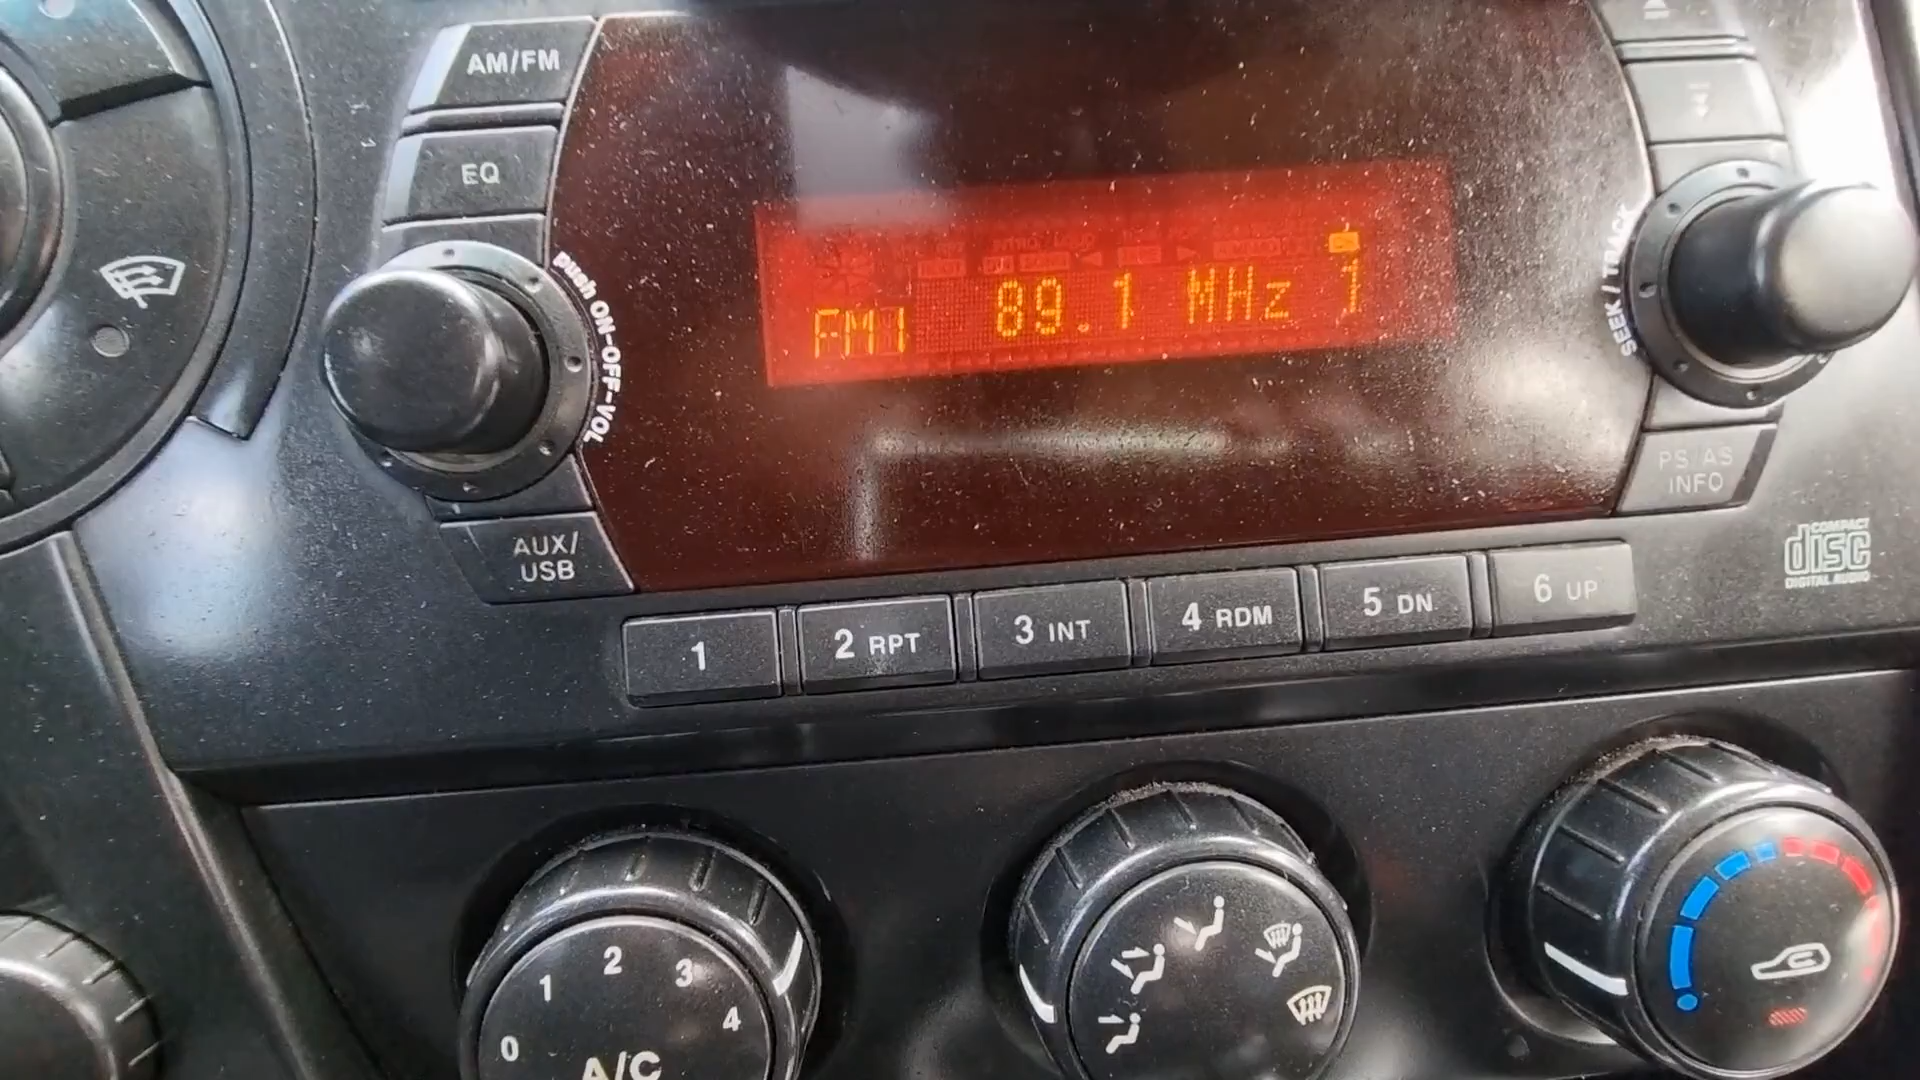 AM/FM
EQ
push ON-OFF-VOL
AUX/
USB
FM1 89.1 MHz 1
SEEK / TRACK
PS/AS
INFO
COMPACT
disc
DIGITAL AUDIO
1
2 RPT
3 INT
4 RDM
5 DN
6 UP
0
1
2
3
4
A/C